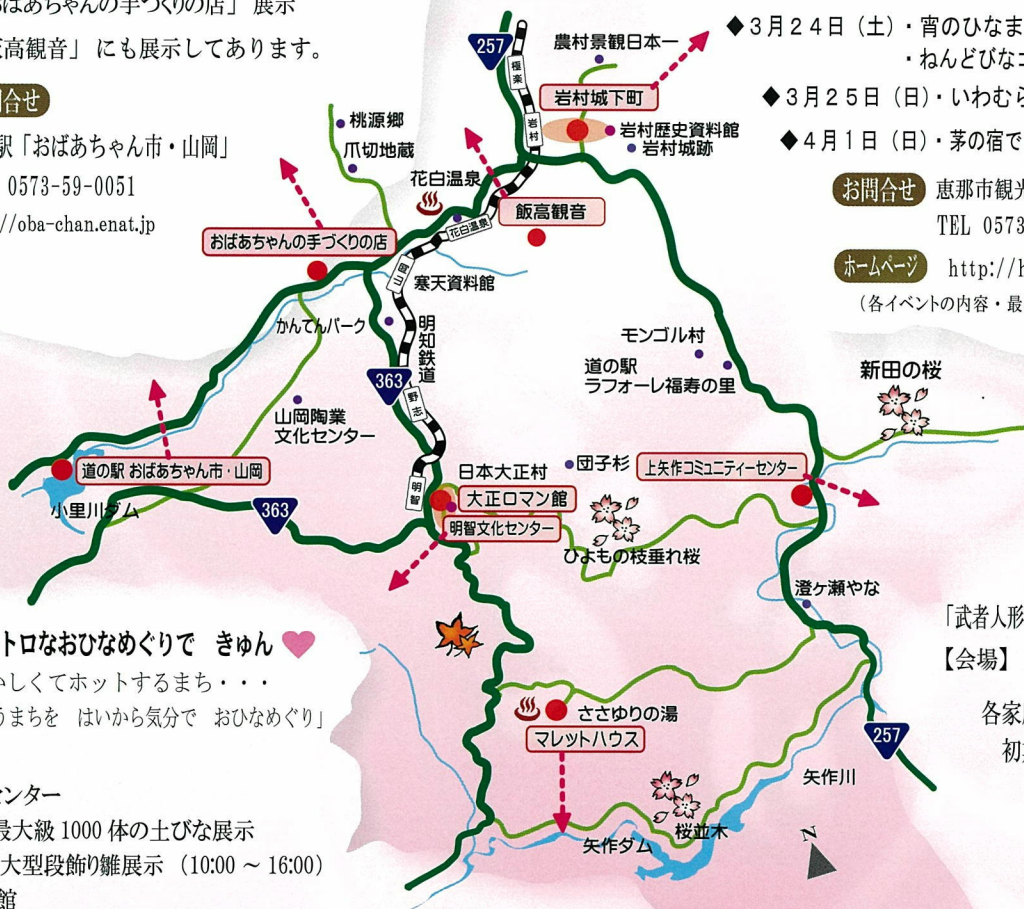 おばあちゃんの手づくりの店」 展示
飯高観音」 にも展示してあります。
問合せ
駅「おばあちゃん市・山岡」
0573-59-0051
//oba-chan.enat.jp
◆3月24日（土）・宵のひなま
・ねんどびな
◆3月25日（日）・いわむら
◆4月1日（日）・茅の宿で
お問合せ 恵那市観光
TEL 0573
ホームページ http://h
（各イベントの内容・最
257
極楽
農村景観日本一
岩村城下町
岩村
岩村歴史資料館
岩村城跡
桃源郷
爪切地蔵
花白温泉
飯高観音
花白温泉
おばあちゃんの手づくりの店
山岡
寒天資料館
かんてんパーク
明知鉄道
モンゴル村
道の駅
ラフォーレ福寿の里
新田の桜
363
野志
山岡陶業
文化センター
道の駅 おばあちゃん市・山岡
日本大正村
団子杉
上矢作コミュニティーセンター
明智
大正ロマン館
小里川ダム
363
明智文化センター
ひよもの枝垂れ桜
澄ヶ瀬やな
トロなおひなめぐりで きゅん
かしくてホットするまち・・・
うまちを はいから気分で おひなめぐり」
「武者人形
【会場】
各家
初
ささゆりの湯
マレットハウス
257
矢作川
桜並木
矢作ダム
N
センター
最大級 1000 体の土びな展示
大型段飾り雛展示 （10:00 ～ 16:00）
館